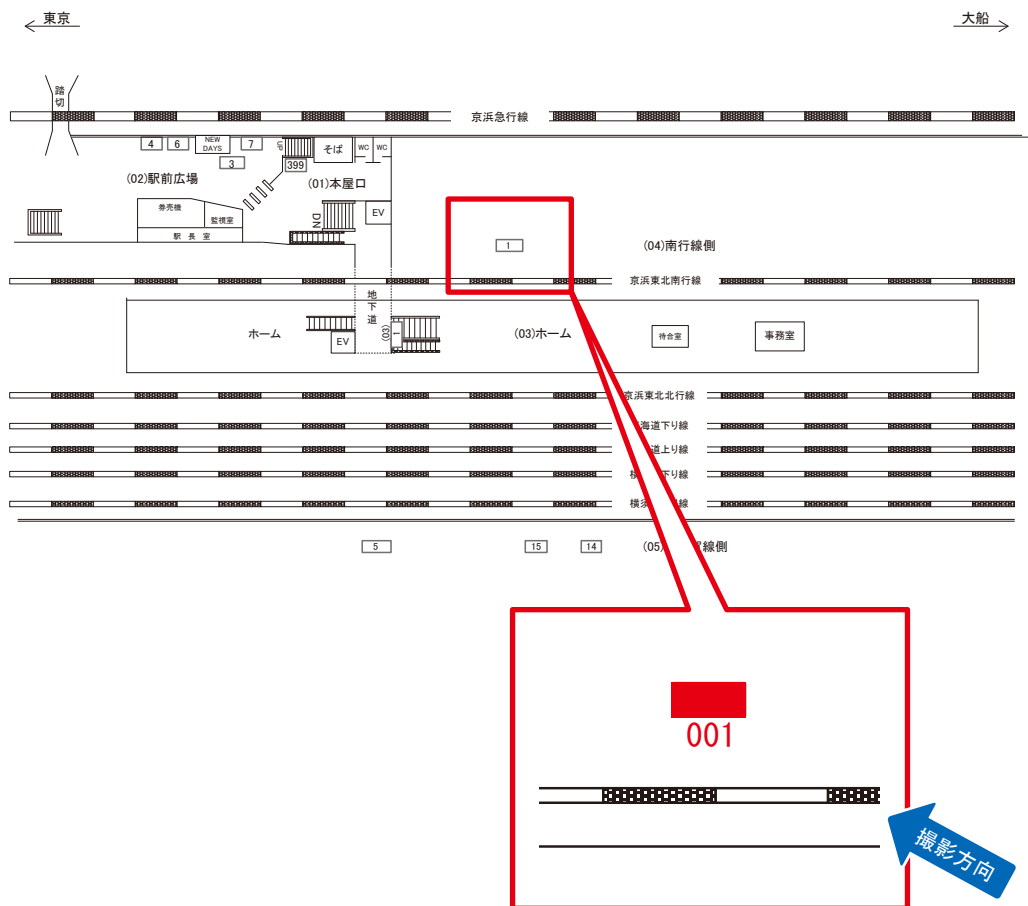 東京
大船
踏切
京浜急行線
4
6
NEW DAYS
7
3
UP
399
そば
WC
WC
(02)駅前広場
(01)本屋口
券売機
監視室
駅長室
DN
EV
1
(04)南行線側
京浜東北南行線
地下道
ホーム
EV
(03)
1
(03)ホーム
待合室
事務室
京浜東北北行線
海道下り線
道上り線
下り線
横須
線
5
15
14
(05)
線側
001
撮影方向